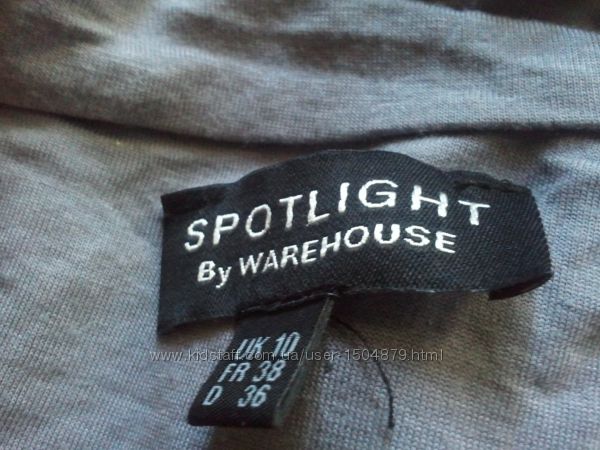 SPOTLIGHT
By WAREHOUSE
UK 10
FR 38
D 36
www.kidstaff.com.ua/user-1504879.html